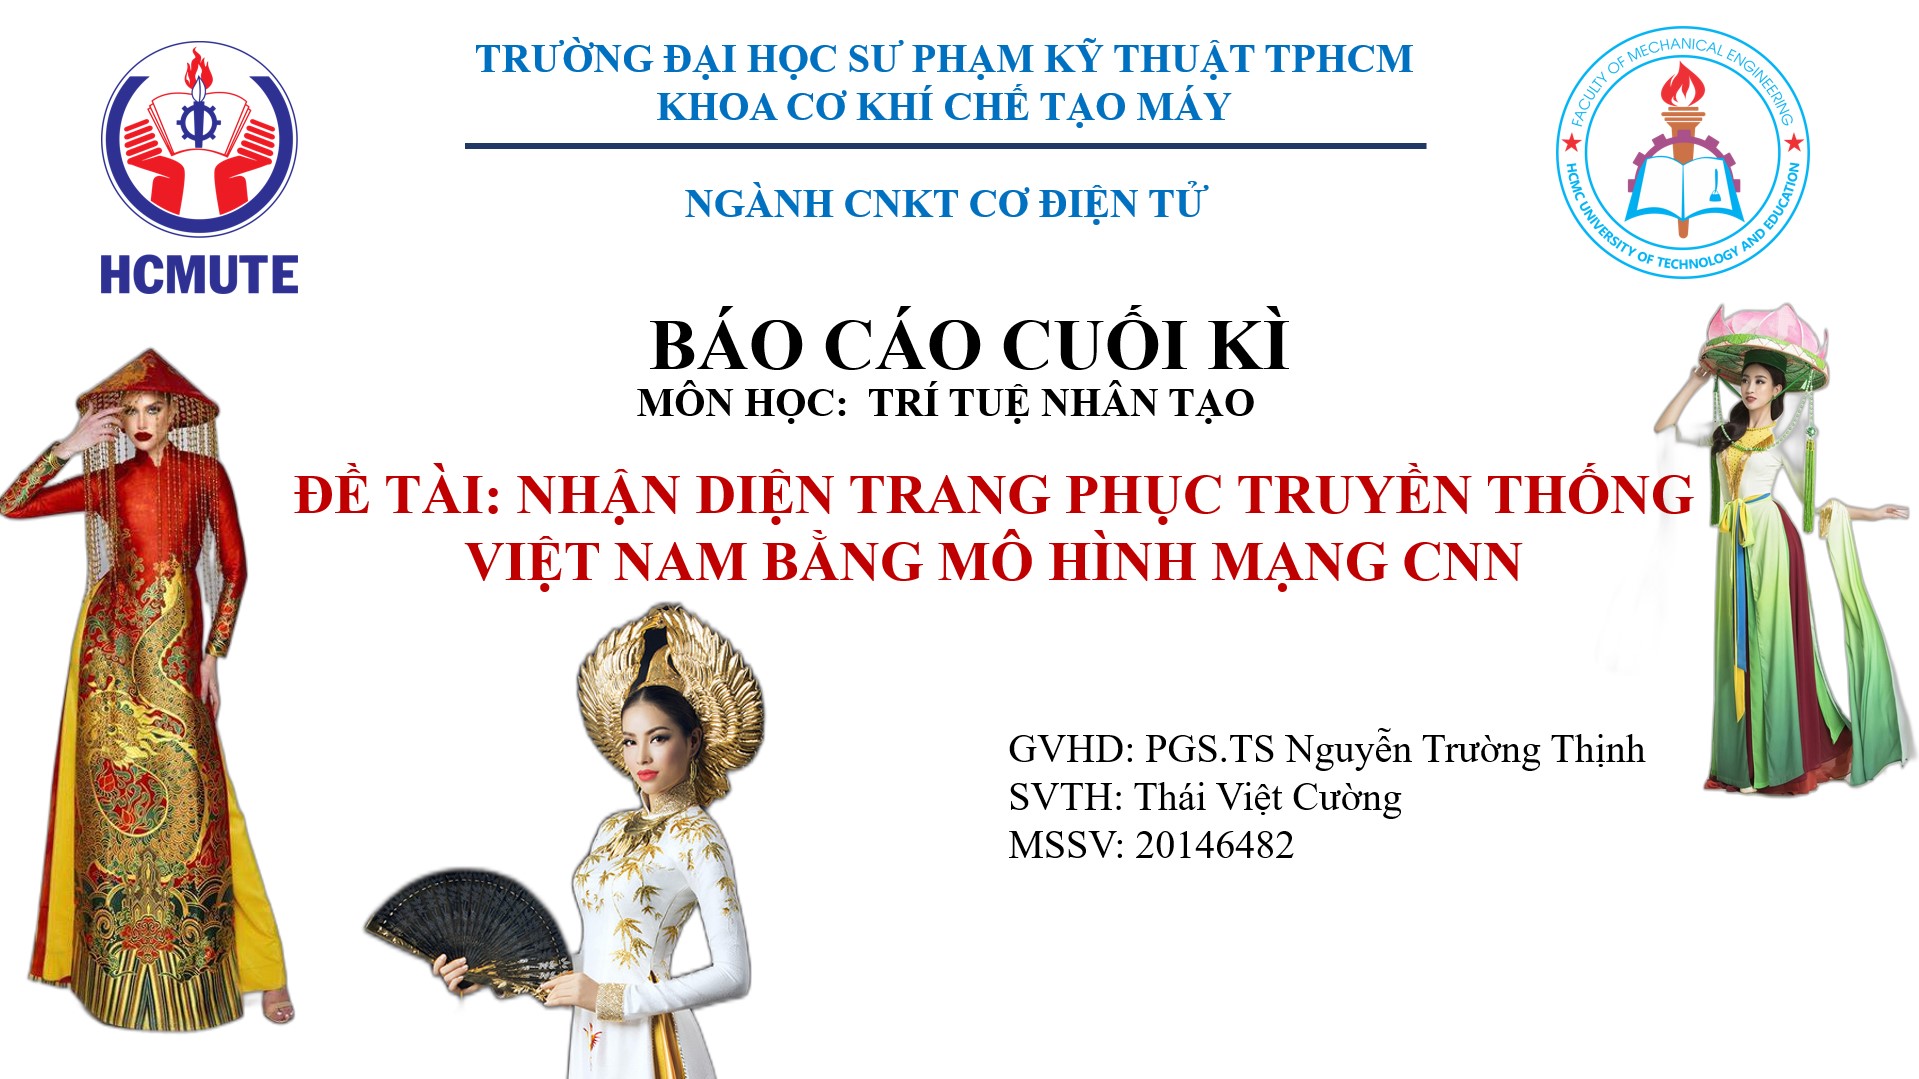 TRƯỜNG ĐẠI HỌC SƯ PHẠM KỸ THUẬT TPHCM
KHOA CƠ KHÍ CHẾ TẠO MÁY
NGÀNH CNKT CƠ ĐIỆN TỬ
HCMUTE
FACULTY OF MECHANICAL ENGINEERING
HCMC UNIVERSITY OF TECHNOLOGY AND EDUCATION
BÁO CÁO CUỐI KÌ
MÔN HỌC: TRÍ TUỆ NHÂN TẠO
ĐỀ TÀI: NHẬN DIỆN TRANG PHỤC TRUYỀN THỐNG
VIỆT NAM BẰNG MÔ HÌNH MẠNG CNN
GVHD: PGS.TS Nguyễn Trường Thịnh
SVTH: Thái Việt Cường
MSSV: 20146482